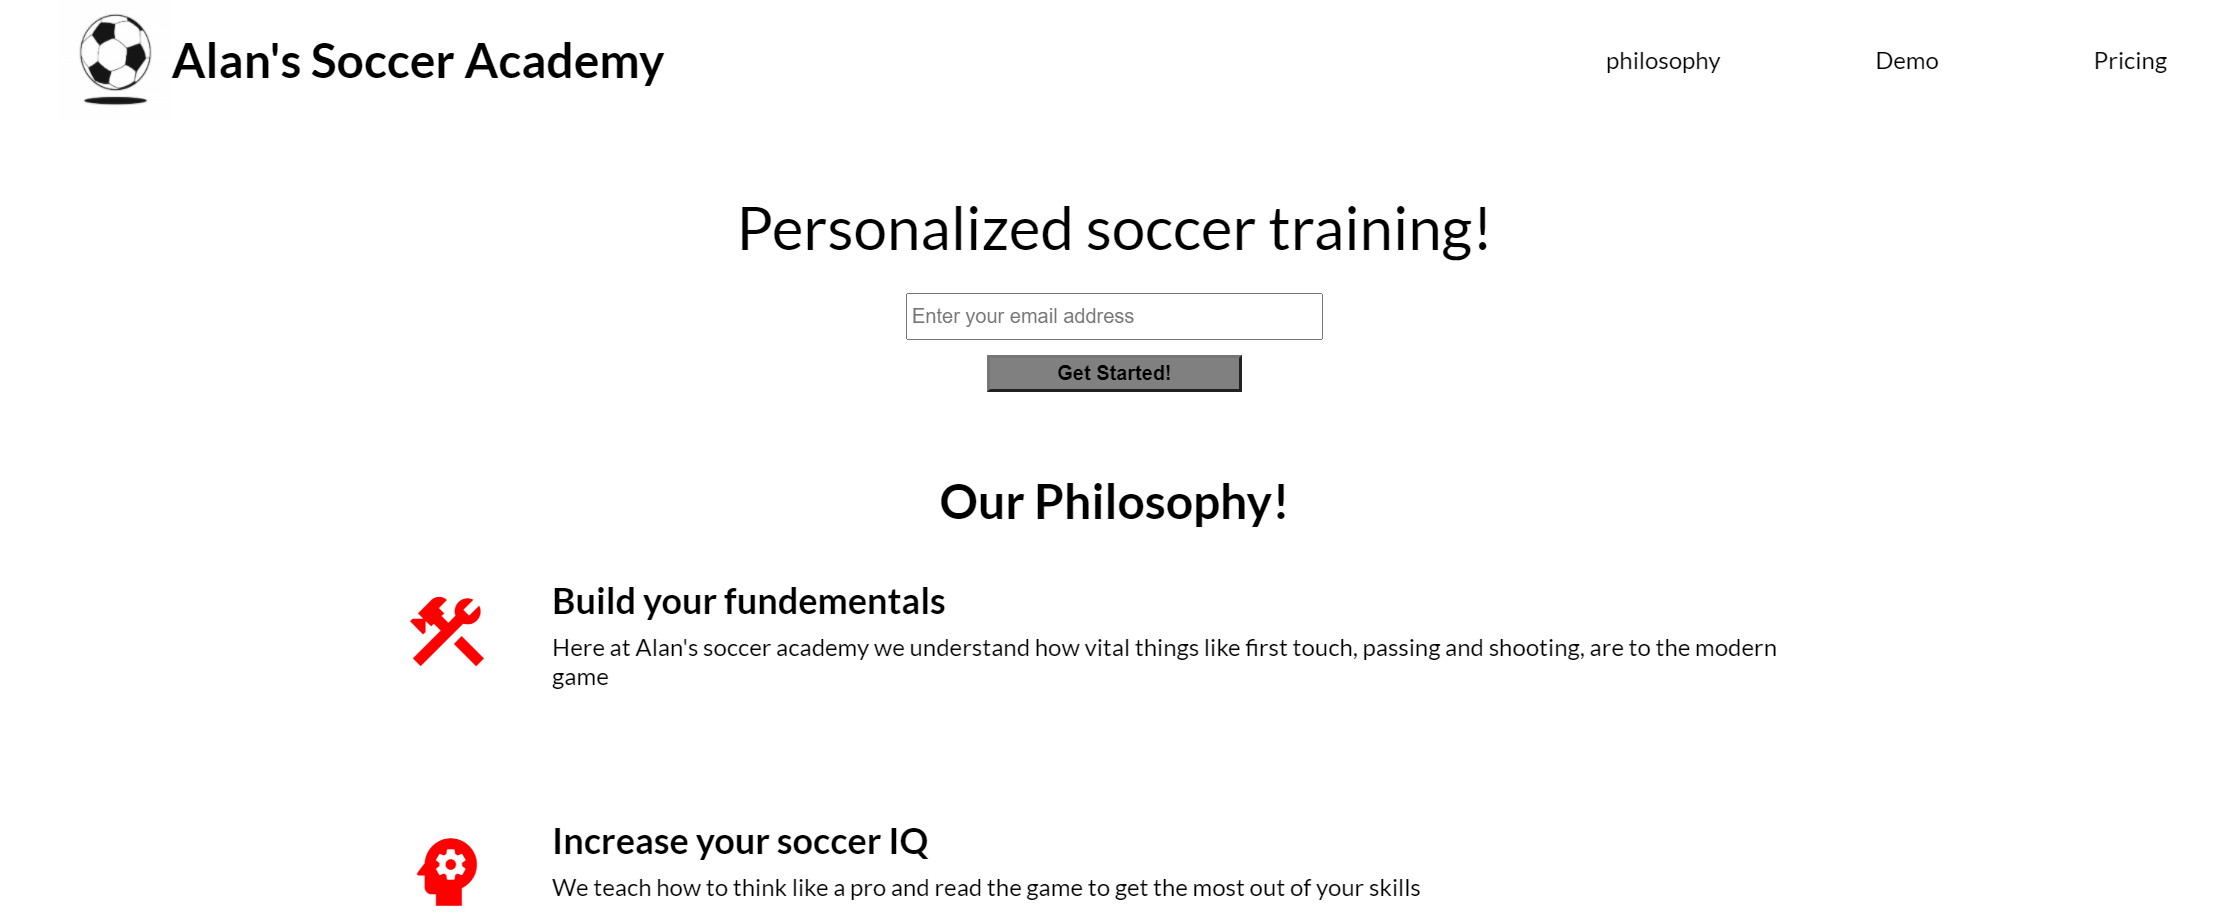 Alan's Soccer Academy
philosophy
Demo
Pricing
Personalized soccer training!
Enter your email address
Get Started!
Our Philosophy!
Build your fundementals
Here at Alan's soccer academy we understand how vital things like first touch, passing and shooting, are to the modern
game
Increase your soccer IQ
We teach how to think like a pro and read the game to get the most out of your skills